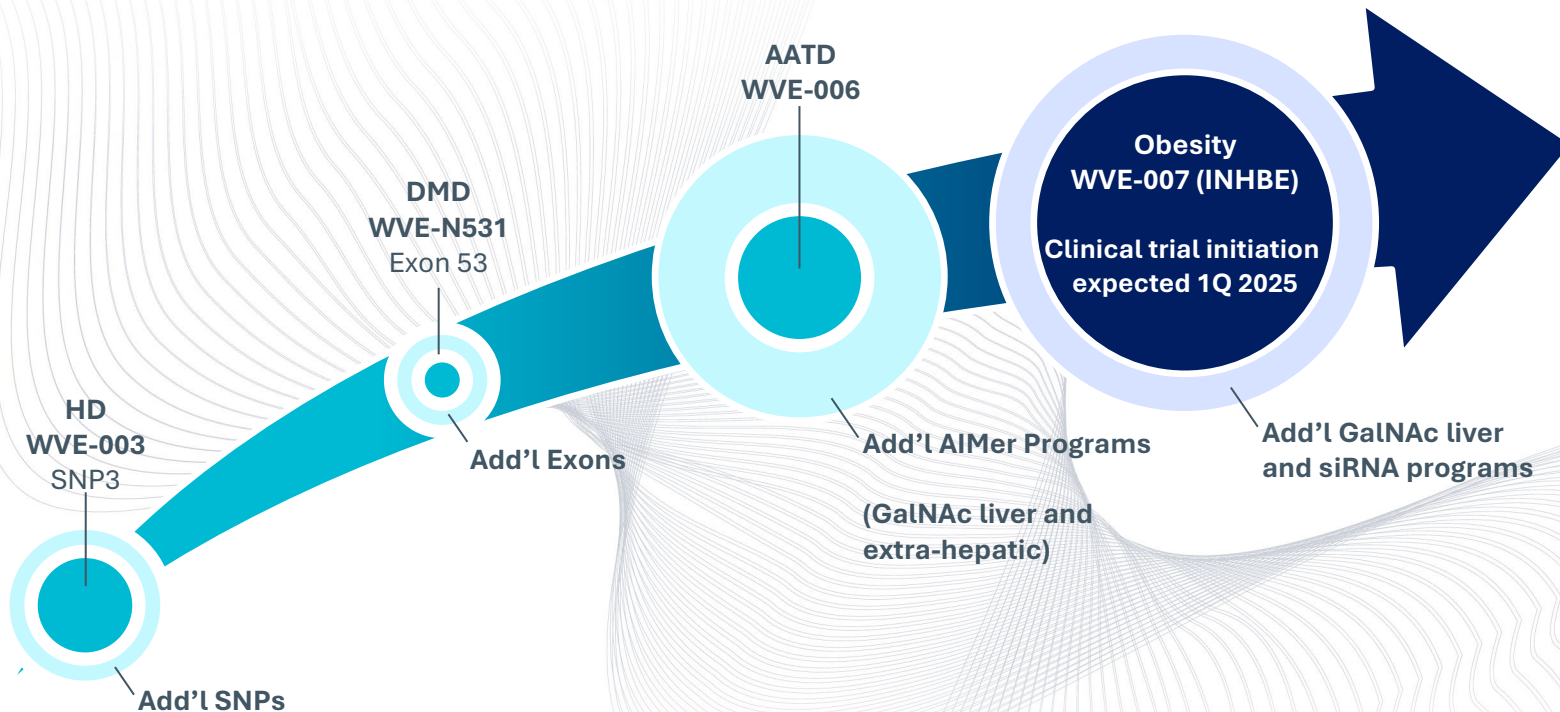 HD
WVE-003
SNP3
Add’l SNPs
DMD
WVE-N531
Exon 53
Add’l Exons
AATD
WVE-006
Add’l AIMer Programs
(GalNAc liver and
extra-hepatic)
Obesity
WVE-007 (INHBE)
Clinical trial initiation
expected 1Q 2025
Add’l GalNAc liver
and siRNA programs